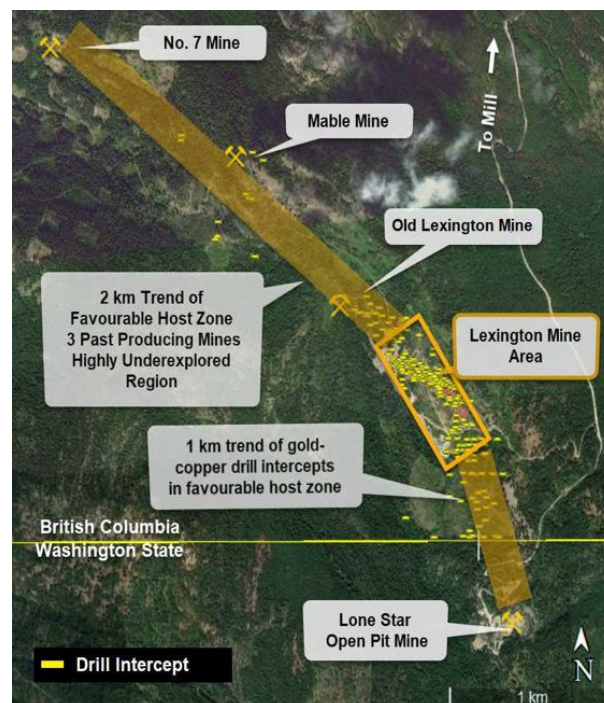 No. 7 Mine
To Mill
Mable Mine
Old Lexington Mine
2 km Trend of
Favourable Host Zone
3 Past Producing Mines
Highly Underexplored
Region
Lexington Mine
Area
1 km trend of gold-
copper drill intercepts
in favourable host zone
British Columbia
Washington State
Lone Star
Open Pit Mine
Drill Intercept
N
1 km